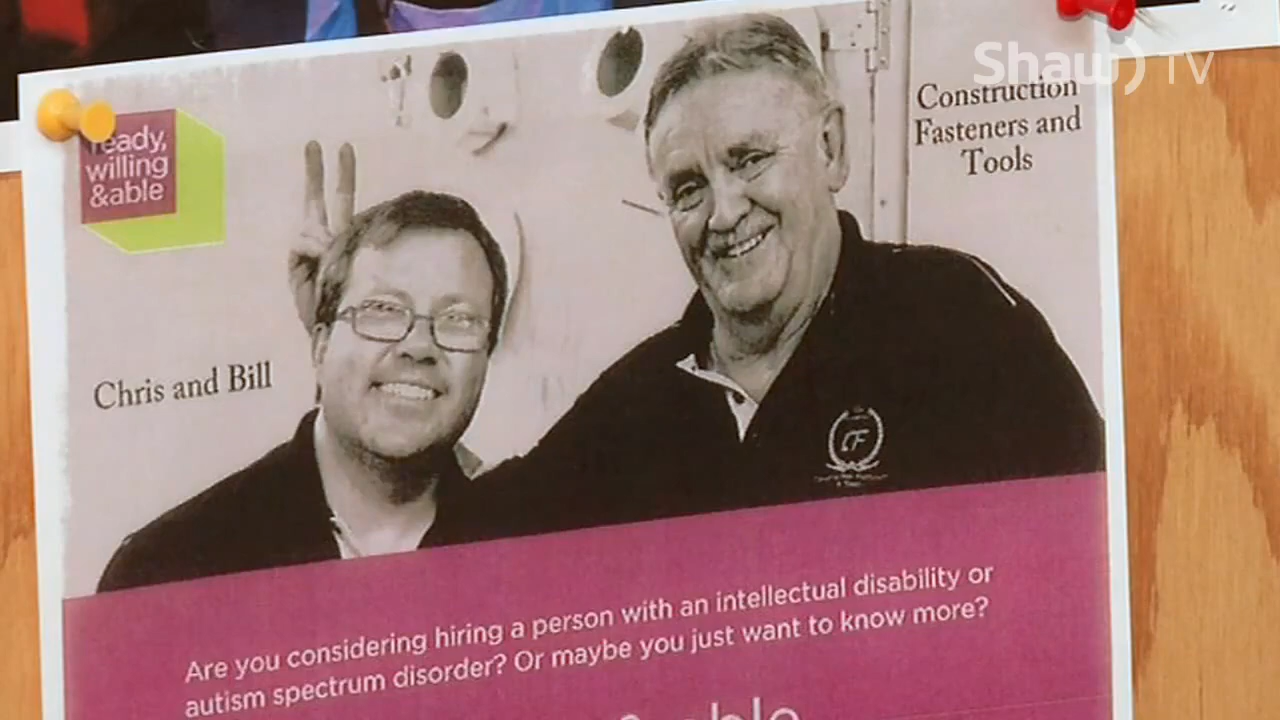 Shaw) TV
Construction
Fasteners and
Tools
ready,
willing
&able
Chris and Bill
CF
Are you considering hiring a person with an intellectual disability or
autism spectrum disorder? Or maybe you just want to know more?